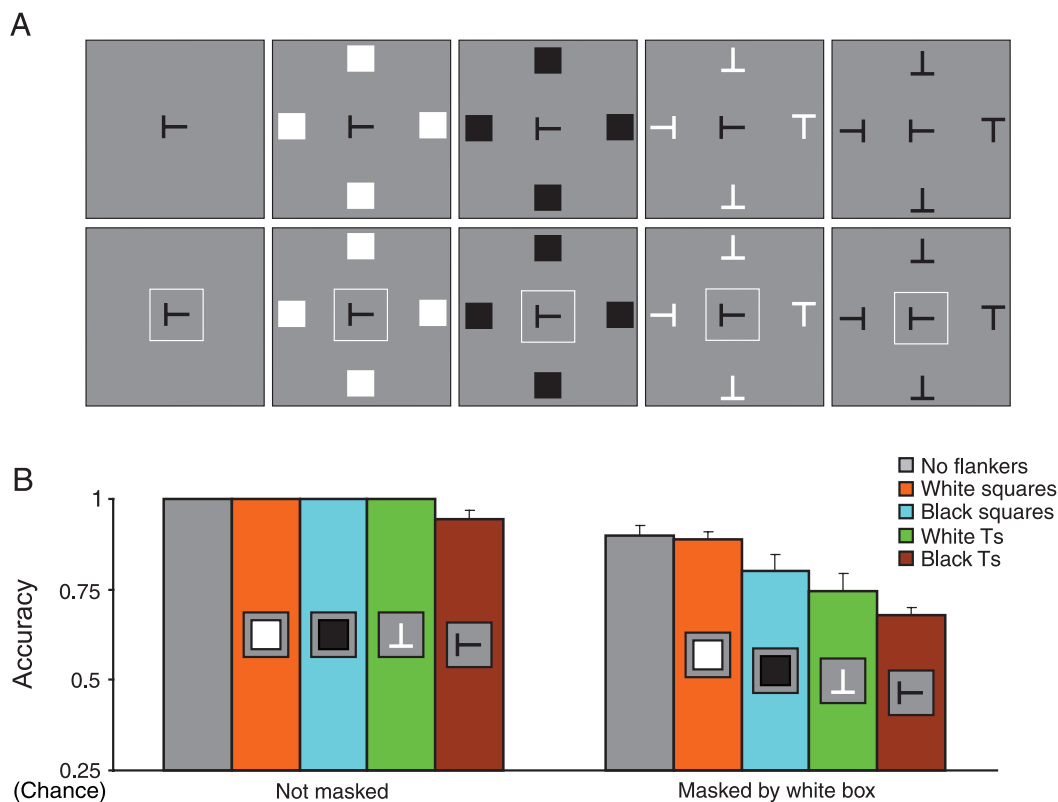 A
B
No flankers
White squares
Black squares
White Ts
Black Ts
Accuracy
1
0.75
0.5
0.25
(Chance)
Not masked
Masked by white box